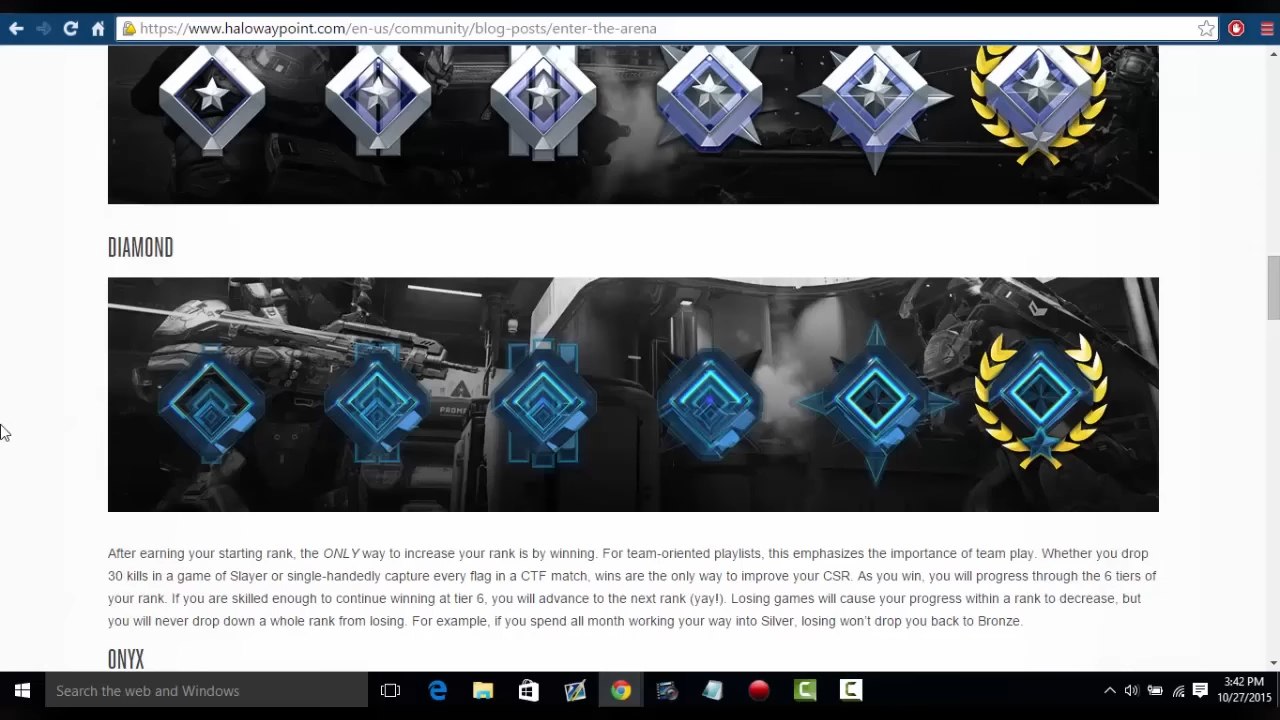 https://www.halowaypoint.com/en-us/community/blog-posts/enter-the-arena
DIAMOND
After earning your starting rank, the ONLY way to increase your rank is by winning. For team-oriented playlists, this emphasizes the importance of team play. Whether you drop
30 kills in a game of Slayer or single-handedly capture every flag in a CTF match, wins are the only way to improve your CSR. As you win, you will progress through the 6 tiers of
your rank. If you are skilled enough to continue winning at tier 6, you will advance to the next rank (yay!). Losing games will cause your progress within a rank to decrease, but
you will never drop down a whole rank from losing. For example, if you spend all month working your way into Silver, losing won't drop you back to Bronze.
ONYX
Search the web and Windows
3:42 PM
10/27/2015